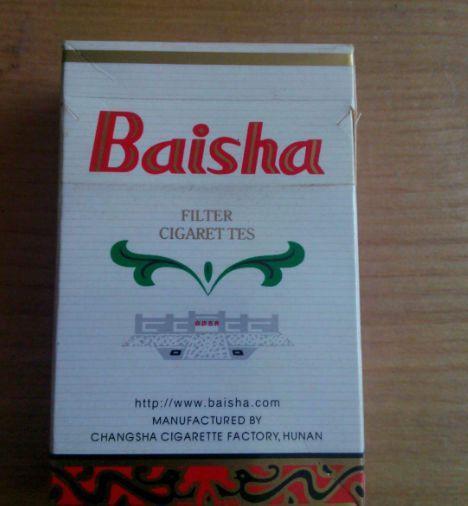 Baisha
FILTER
CIGARETTES
http://www.baisha.com
MANUFACTURED BY
CHANGSHA CIGARETTE FACTORY, HUNAN